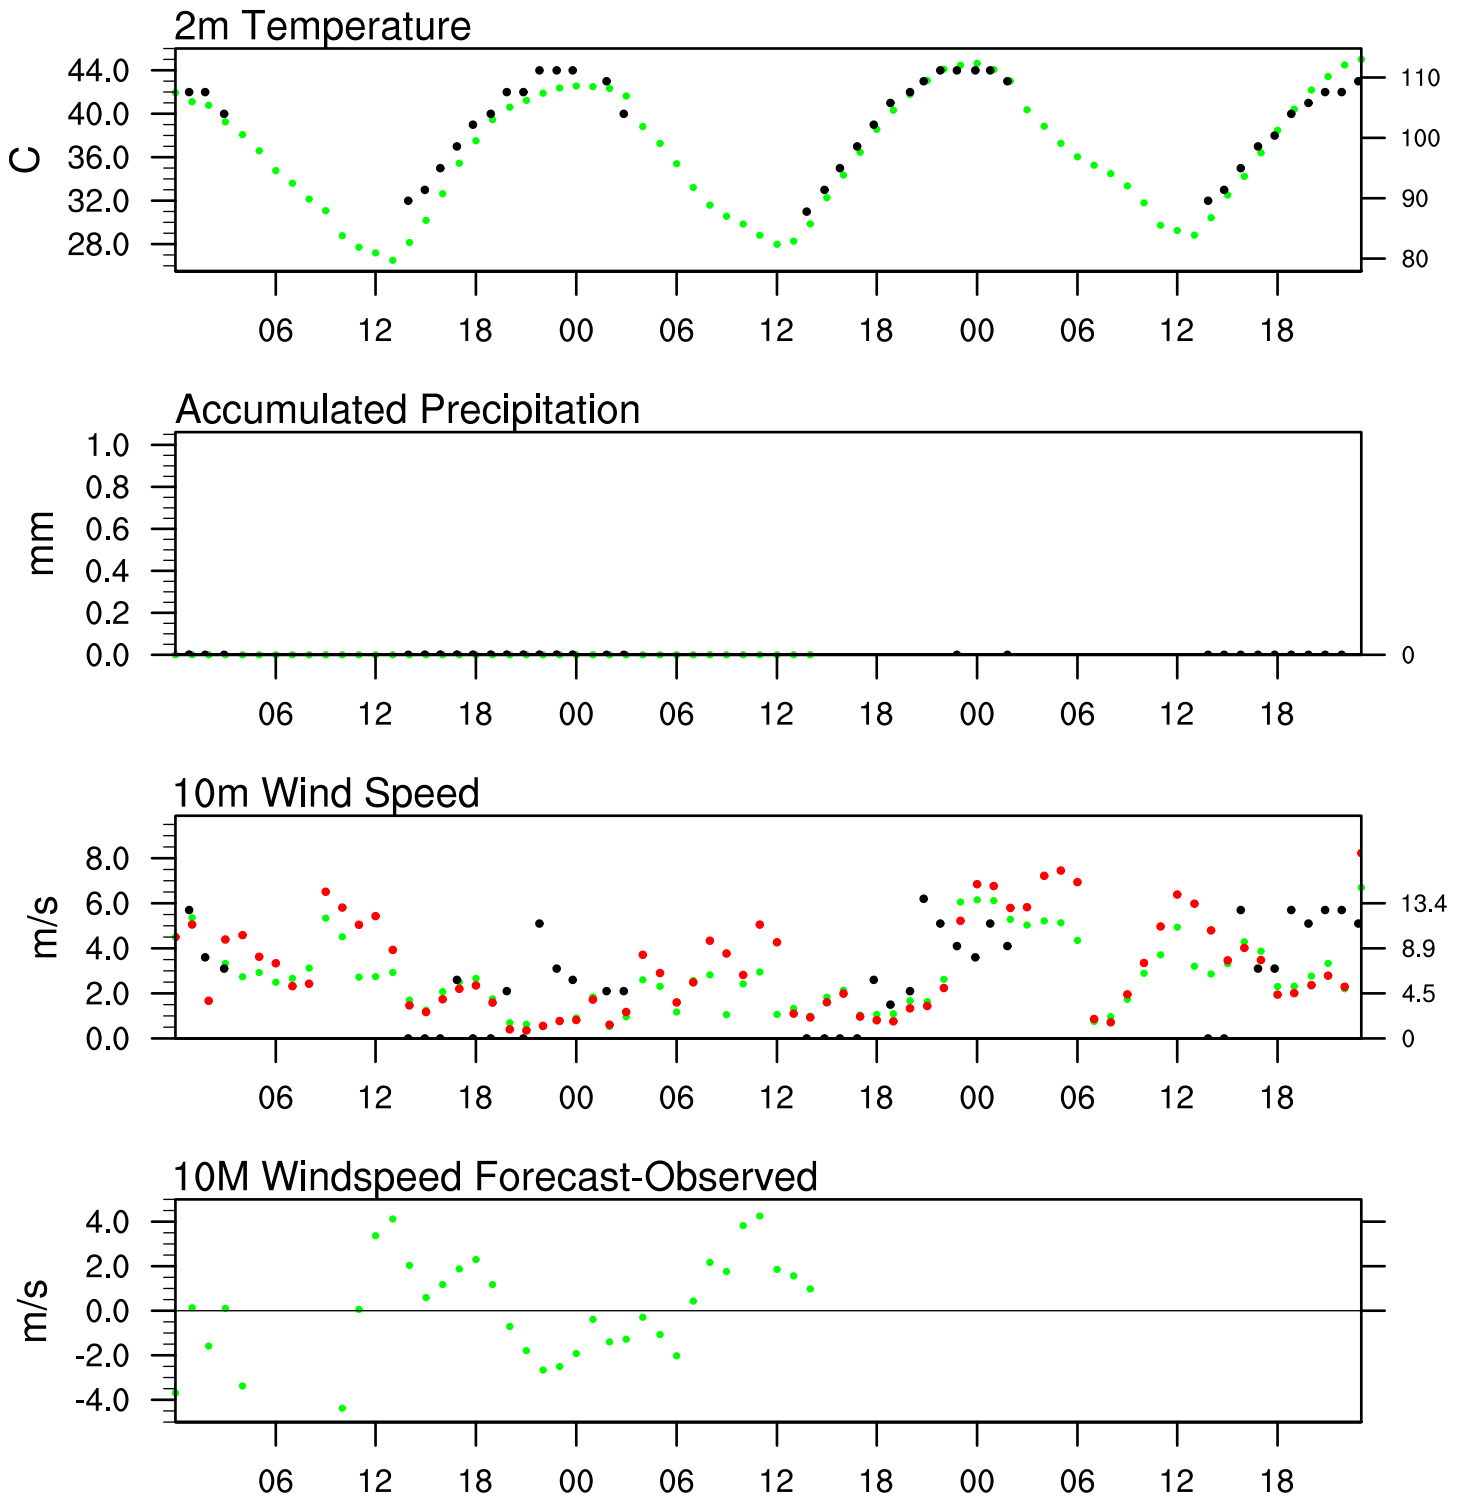 2m Temperature
44.0
40.0
36.0
32.0
28.0
C
110
100
90
80
06 12 18 00 06 12 18 00 06 12 18
Accumulated Precipitation
1.0
0.8
0.6
0.4
0.2
0.0
mm
0
06 12 18 00 06 12 18 00 06 12 18
10m Wind Speed
8.0
6.0
4.0
2.0
0.0
m/s
13.4
8.9
4.5
0
06 12 18 00 06 12 18 00 06 12 18
10M Windspeed Forecast-Observed
4.0
2.0
0.0
-2.0
-4.0
m/s
06 12 18 00 06 12 18 00 06 12 18